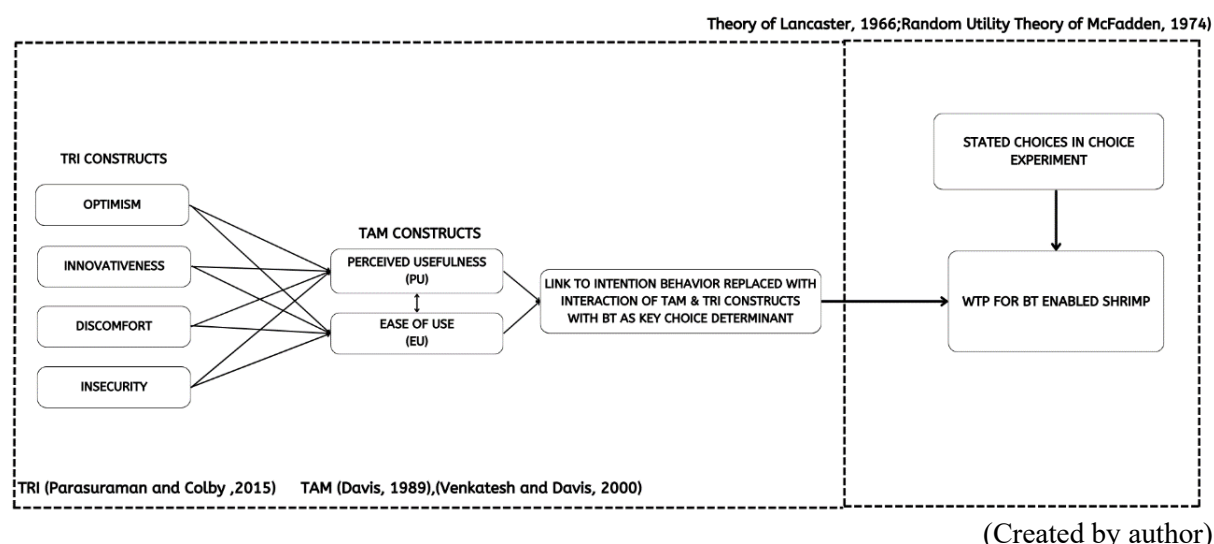 Theory of Lancaster, 1966;Random Utility Theory of McFadden, 1974)
TRI CONSTRUCTS
OPTIMISM
INNOVATIVENESS
DISCOMFORT
INSECURITY
TAM CONSTRUCTS
PERCEIVED USEFULNESS
(PU)
EASE OF USE
(EU)
LINK TO INTENTION BEHAVIOR REPLACED WITH
INTERACTION OF TAM & TRI CONSTRUCTS
WITH BT AS KEY CHOICE DETERMINANT
STATED CHOICES IN CHOICE
EXPERIMENT
WTP FOR BT ENABLED SHRIMP
TRI (Parasuraman and Colby ,2015) TAM (Davis, 1989),(Venkatesh and Davis, 2000)
(Created by author)